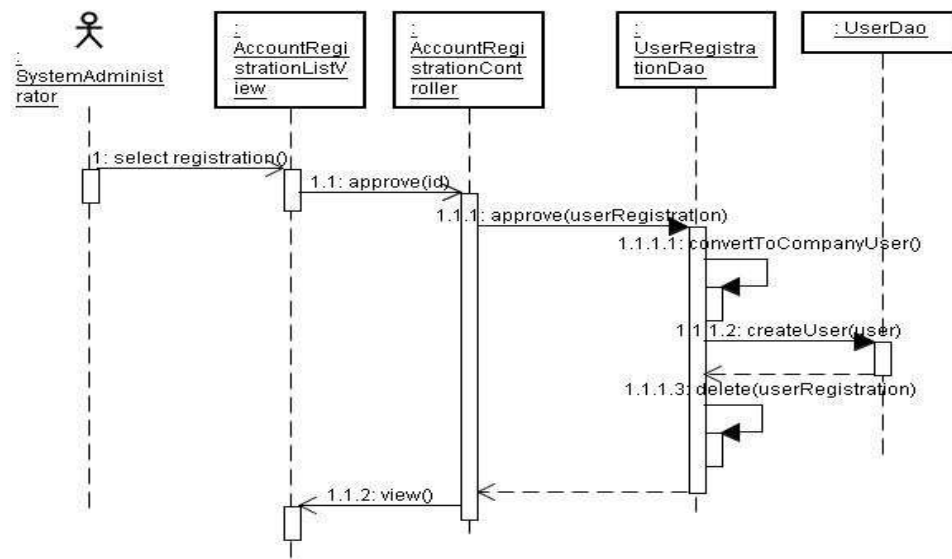 :
SystemAdminist
rator
:
AccountRegi
strationListV
iew
:
AccountRegi
strationCont
roller
:
UserRegistra
tionDao
: UserDao
1: select registration()
1.1: approve(id)
1.1.1: approve(userRegistration)
1.1.1.1: convertToCompanyUser()
1.1.1.2: createUser(user)
1.1.1.3: delete(userRegistration)
1.1.2: view()